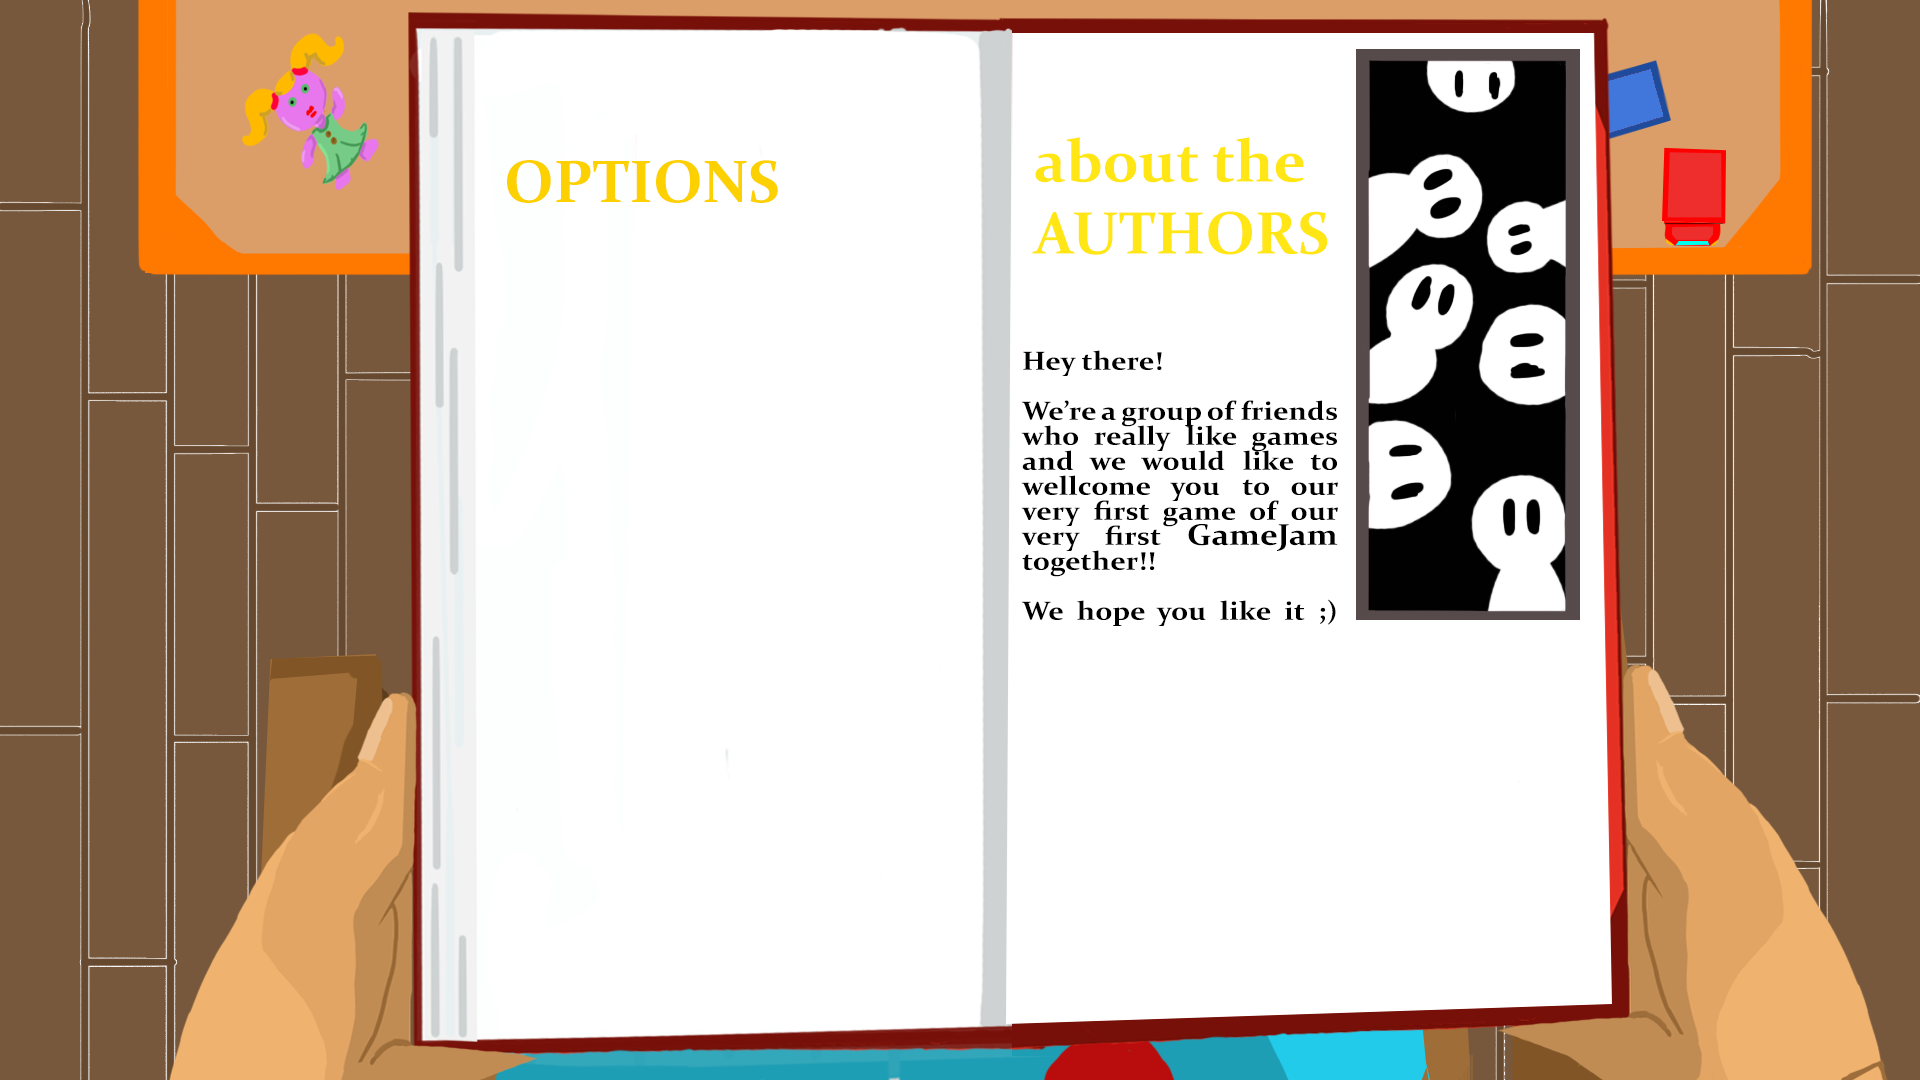 OPTIONS
about the
AUTHORS
Hey there!
We're a group of friends
who really like games
and we would like to
wellcome you to our
very first game of our
very first GameJam
together!!
We hope you like it ;)